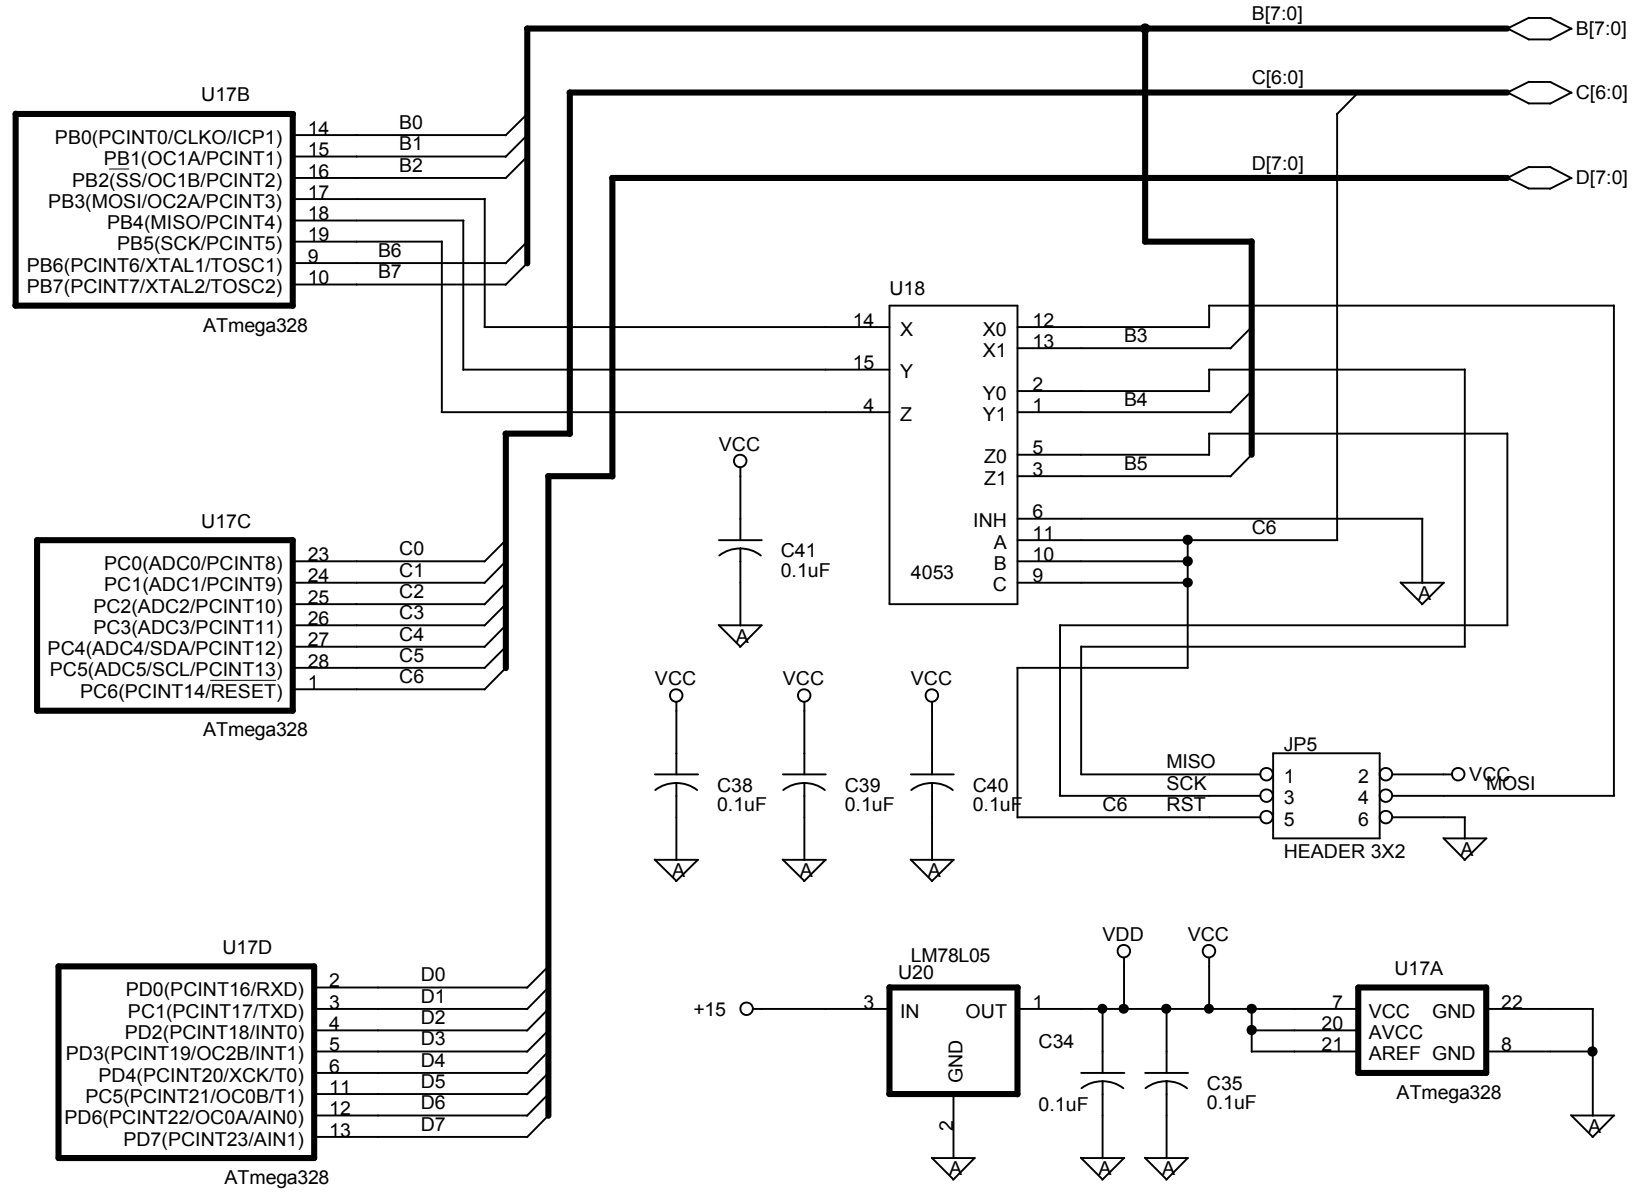 B[7:0]
B[7:0]
C[6:0]
C[6:0]
D[7:0]
D[7:0]
U17B
PB0(PCINT0/CLKO/ICP1) 14 B0
PB1(OC1A/PCINT1) 15 B1
PB2(SS/OC1B/PCINT2) 16 B2
PB3(MOSI/OC2A/PCINT3) 17
PB4(MISO/PCINT4) 18
PB5(SCK/PCINT5) 19
PB6(PCINT6/XTAL1/TOSC1) 9 B6
PB7(PCINT7/XTAL2/TOSC2) 10 B7
ATmega328
U18
14 X X0 12
X1 13 B3
15 Y Y0 2
Y1 1 B4
4 Z Z0 5
Z1 3 B5
INH 6
A 11 C6
B 10
C 9
4053
A
VCC
C41
0.1uF
A
U17C
PC0(ADC0/PCINT8) 23 C0
PC1(ADC1/PCINT9) 24 C1
PC2(ADC2/PCINT10) 25 C2
PC3(ADC3/PCINT11) 26 C3
PC4(ADC4/SDA/PCINT12) 27 C4
PC5(ADC5/SCL/PCINT13) 28 C5
PC6(PCINT14/RESET) 1 C6
ATmega328
VCC VCC VCC
C38
0.1uF
C39
0.1uF
C40
0.1uF
A A A
JP5
MISO 1 2 VCC
SCK 3 4 MOSI
C6 RST 5 6
HEADER 3X2
A
U17D
PD0(PCINT16/RXD) 2 D0
PC1(PCINT17/TXD) 3 D1
PD2(PCINT18/INT0) 4 D2
PD3(PCINT19/OC2B/INT1) 5 D3
PD4(PCINT20/XCK/T0) 6 D4
PC5(PCINT21/OC0B/T1) 11 D5
PD6(PCINT22/OC0A/AIN0) 12 D6
PD7(PCINT23/AIN1) 13 D7
ATmega328
LM78L05
U20
+15 3 IN OUT 1
GND
2
A
VDD VCC
C34
0.1uF
A
C35
0.1uF
A
U17A
7 VCC GND 22
20 AVCC
21 AREF GND 8
ATmega328
A